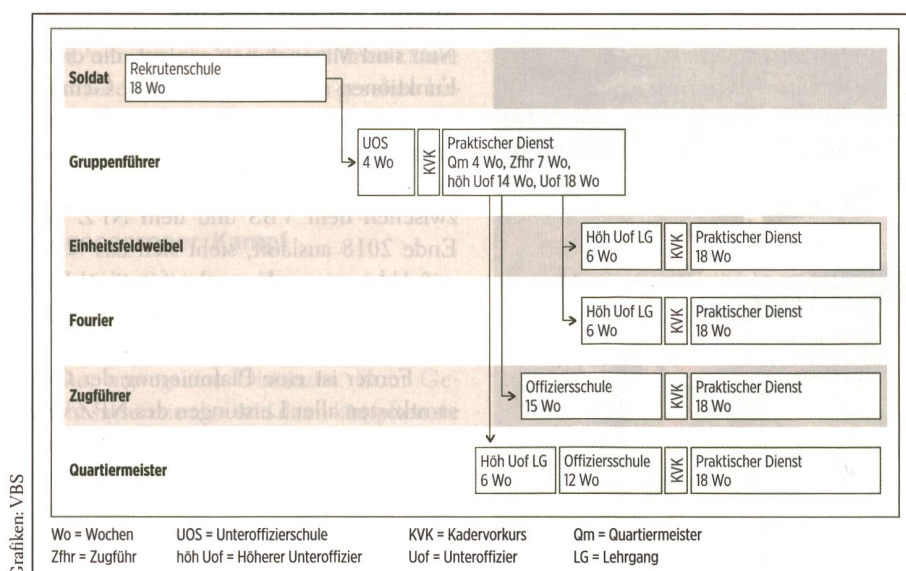 Soldat
Rekrutenschule
18 Wo
Gruppenführer
UOS
4 Wo
KVK
Praktischer Dienst
Qm 4 Wo, Zfhr 7 Wo,
höh Uof 14 Wo, Uof 18 Wo
Einheitsfeldweibel
Höh Uof LG
6 Wo
KVK
Praktischer Dienst
18 Wo
Fourier
Höh Uof LG
6 Wo
KVK
Praktischer Dienst
18 Wo
Zugführer
Offiziersschule
15 Wo
KVK
Praktischer Dienst
18 Wo
Quartiermeister
Höh Uof LG
6 Wo
Offiziersschule
12 Wo
KVK
Praktischer Dienst
18 Wo
Wo = Wochen UOS = Unteroffizierschule KVK = Kadervorkurs Qm = Quartiermeister
Zfhr = Zugführ höh Uof = Höherer Unteroffizier Uof = Unteroffizier LG = Lehrgang
Grafiken: VBS